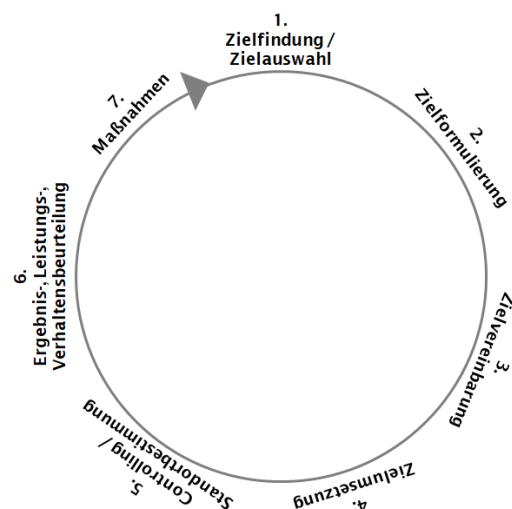 1.
Zielfindung /
Zielauswahl
2.
Zielformulierung
3.
Zielvereinbarung
4.
Zielumsetzung
5.
Controlling /
Standortbestimmung
6.
Ergebnis-, Leistungs-,
Verhaltensbeurteilung
7.
Maßnahmen